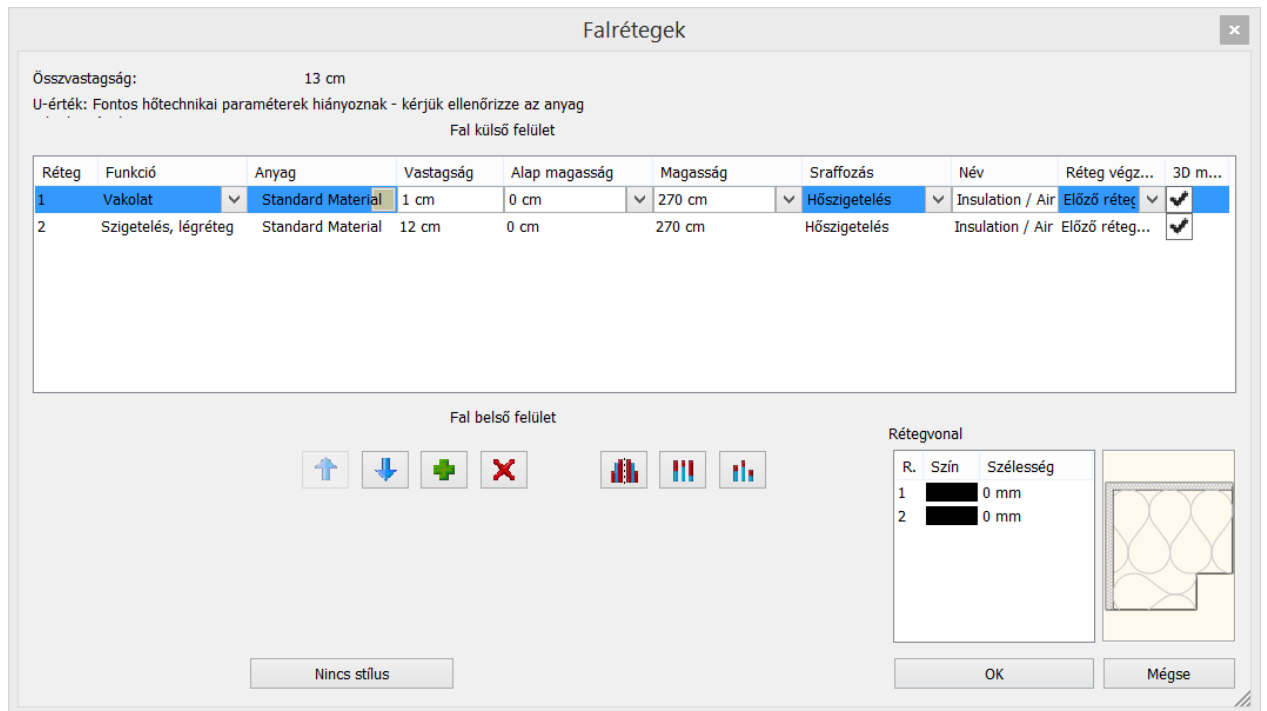 Falrétegek
Összvastagság: 13 cm
U-érték: Fontos hőtechnikai paraméterek hiányoznak - kérjük ellenőrizze az anyag
Fal külső felület
Réteg Funkció Anyag Vastagság Alap magasság Magasság Sraffozás Név Réteg végz... 3D m...
1 Vakolat Standard Material 1 cm 0 cm 270 cm Hőszigetelés Insulation / Air Előző réteg
2 Szigetelés, légréteg Standard Material 12 cm 0 cm 270 cm Hőszigetelés Insulation / Air Előző réteg...
Fal belső felület
Rétegvonal
R. Szín Szélesség
1 0 mm
2 0 mm
Nincs stílus
OK
Mégse